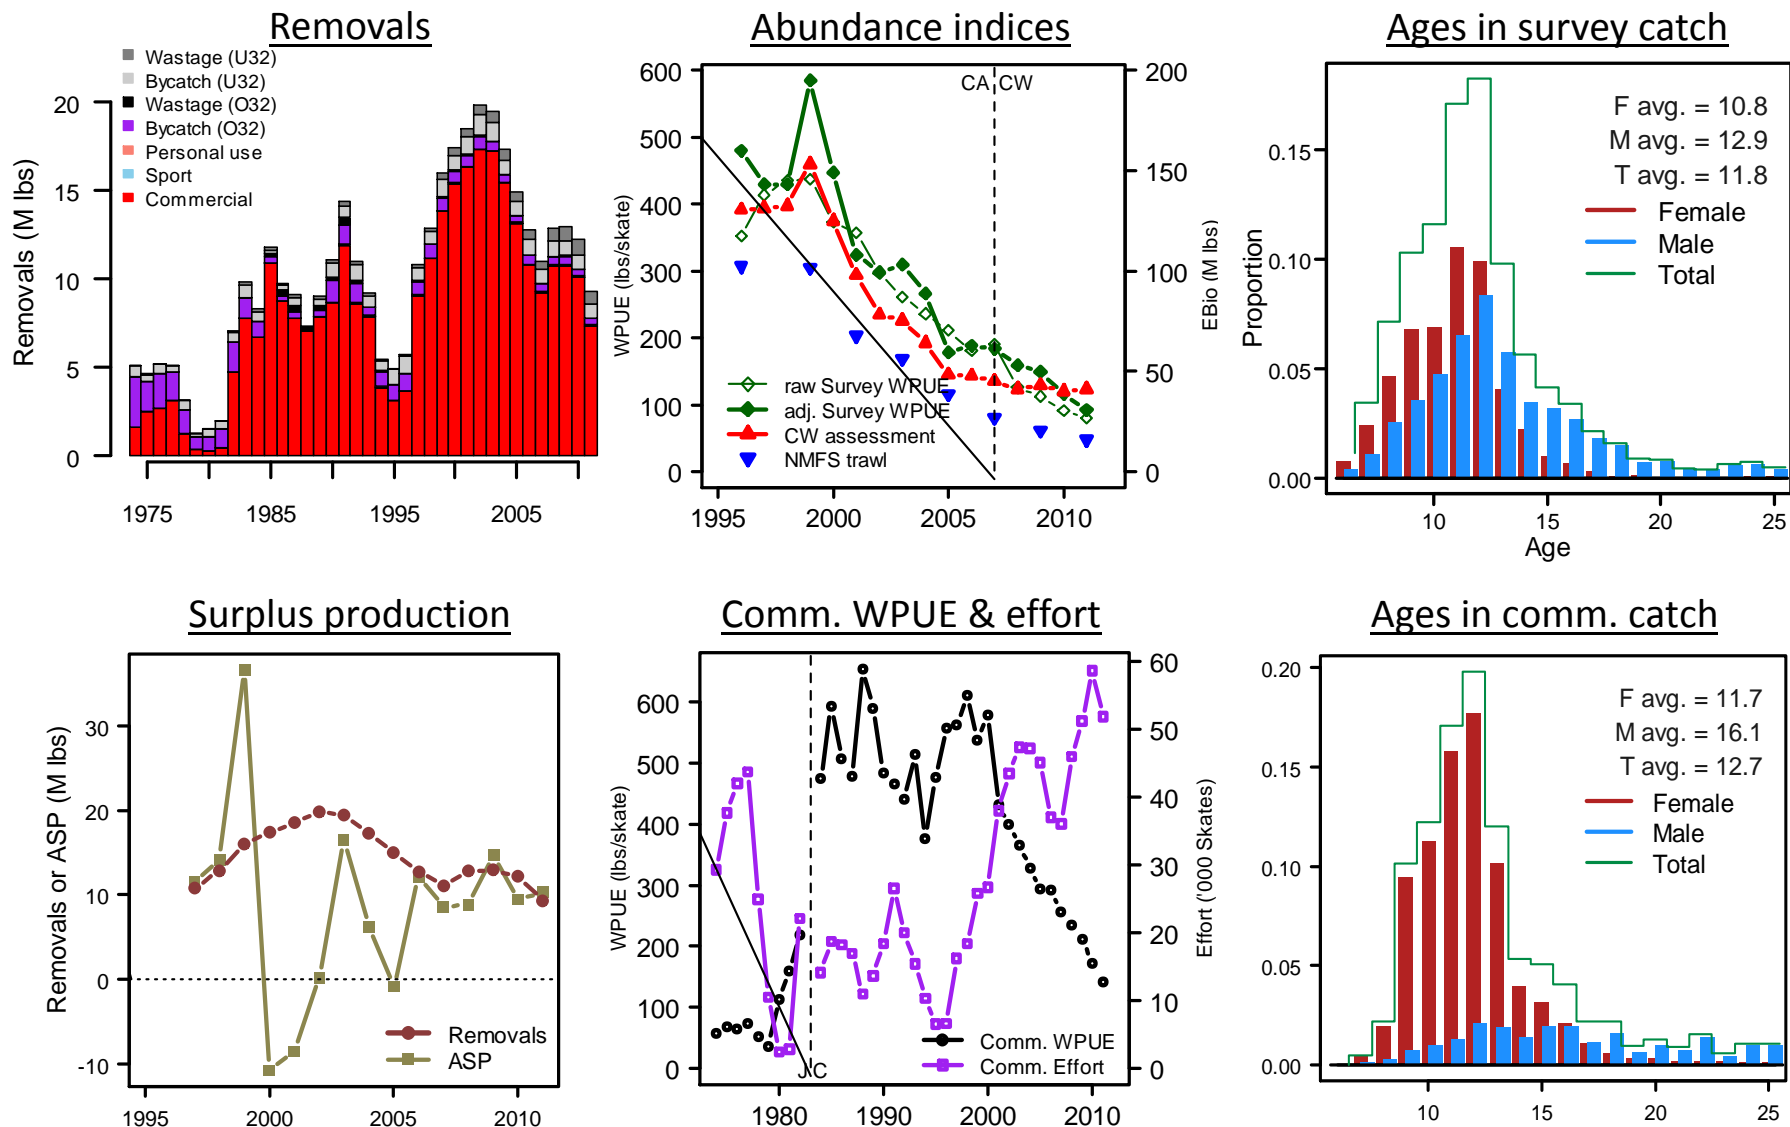 Removals
Wastage (U32)
Bycatch (U32)
Wastage (O32)
Bycatch (O32)
Personal use
Sport
Commercial
Removals (M lbs)
20
15
10
5
0
1975 1985 1995 2005
Abundance indices
CA CW
WPUE (lbs/skate)
600
500
400
300
200
100
0
EBio (M lbs)
200
150
100
50
0
raw Survey WPUE
adj. Survey WPUE
CW assessment
NMFS trawl
1995 2000 2005 2010
Ages in survey catch
F avg. = 10.8
M avg. = 12.9
T avg. = 11.8
Female
Male
Total
Proportion
0.15
0.10
0.05
0.00
10 15 20 25
Age
Surplus production
Removals or ASP (M lbs)
30
20
10
0
-10
Removals
ASP
1995 2000 2005 2010
Comm. WPUE & effort
WPUE (lbs/skate)
600
500
400
300
200
100
0
Effort ('000 Skates)
60
50
40
30
20
10
0
J C
Comm. WPUE
Comm. Effort
1980 1990 2000 2010
Ages in comm. catch
F avg. = 11.7
M avg. = 16.1
T avg. = 12.7
Female
Male
Total
0.20
0.15
0.10
0.05
0.00
10 15 20 25